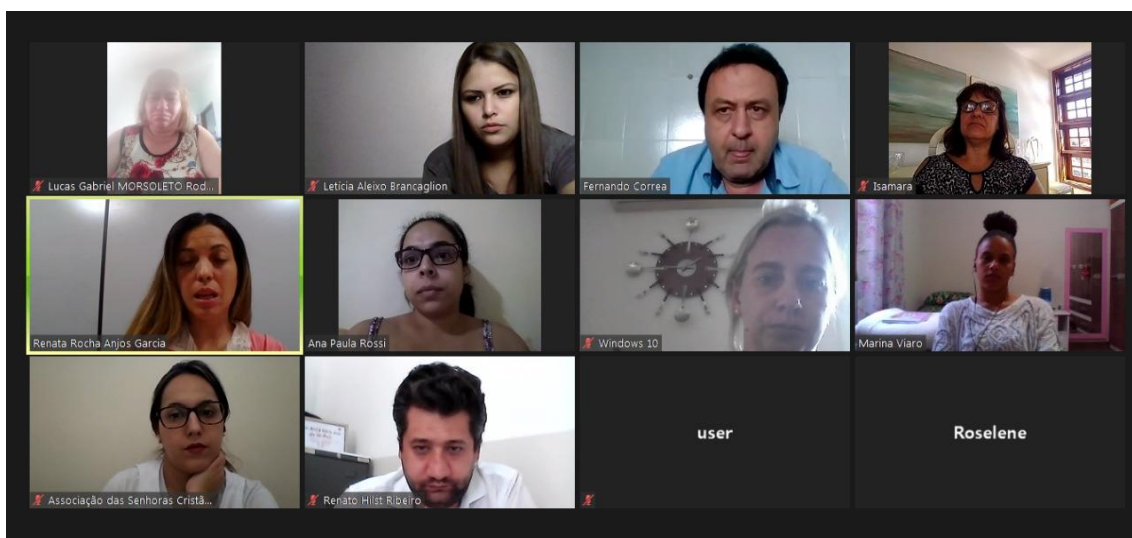 Lucas Gabriel MORSOLETO Rod...
Leticia Aleixo Brancaglion
Fernando Correa
Isamara
Renata Rocha Anjos Garcia
Ana Paula Rossi
Windows 10
Marina Viaro
Associação das Senhoras Cristã...
Renato Hilst Ribeiro
user
Roselene